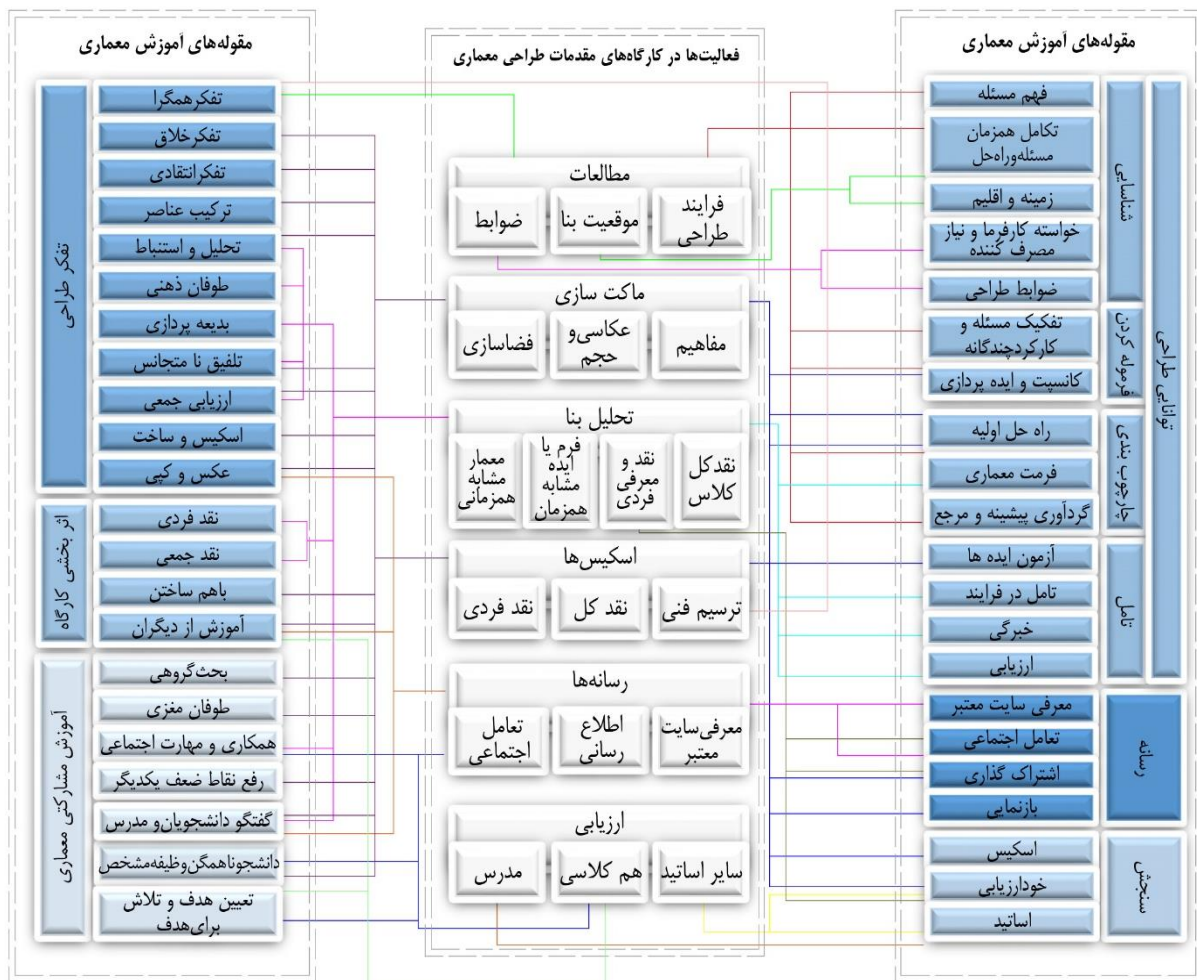 مقوله‌های آموزش معماری
توانایی طراحی
شناسایی
فهم مسئله
تکامل همزمان
مسئله‌وراه‌حل
زمینه و اقلیم
خواسته کارفرما و نیاز
مصرف کننده
ضوابط طراحی
فرموله کردن
تفکیک مسئله و
کارکردچندگانه
کانسپت و ایده پردازی
چارچوب بندی
راه حل اولیه
فرمت معماری
گردآوری پیشینه و مرجع
تامل
آزمون ایده ها
تامل در فرایند
خبرگی
ارزیابی
رسانه
معرفی سایت معتبر
تعامل اجتماعی
اشتراک گذاری
بازنمایی
سنجش
اسکیس
خودارزیابی
اساتید
فعالیت‌ها در کارگاه‌های مقدمات طراحی معماری
مطالعات
فرایند
طراحی
موقعیت بنا
ضوابط
ماکت سازی
مفاهیم
عکاسی‌و
حجم
فضاسازی
تحلیل بنا
نقدکل
کلاس
نقد و
معرفی
فردی
فرم یا
ایده
مشابه
همزمان
معمار
مشابه
همزمانی
اسکیس‌ها
ترسیم فنی
نقد کل
نقد فردی
رسانه‌ها
معرفی‌سایت
معتبر
اطلاع
رسانی
تعامل
اجتماعی
ارزیابی
سایر اساتید
هم کلاسی
مدرس
مقوله‌های آموزش معماری
تفکر طراحی
تفکرهمگرا
تفکرخلاق
تفکرانتقادی
ترکیب عناصر
تحلیل و استنباط
طوفان ذهنی
بدیعه پردازی
تلفیق نا متجانس
ارزیابی جمعی
اسکیس و ساخت
عکس و کپی
اثر بخشی کارگاه
نقد فردی
نقد جمعی
باهم ساختن
آموزش از دیگران
آموزش مشارکتی معماری
بحث‌گروهی
طوفان مغزی
همکاری و مهارت اجتماعی
رفع نقاط ضعف یکدیگر
گفتگو دانشجویان‌و مدرس
دانشجوناهمگن‌وظیفه‌مشخص
تعیین هدف و تلاش
برای‌هدف